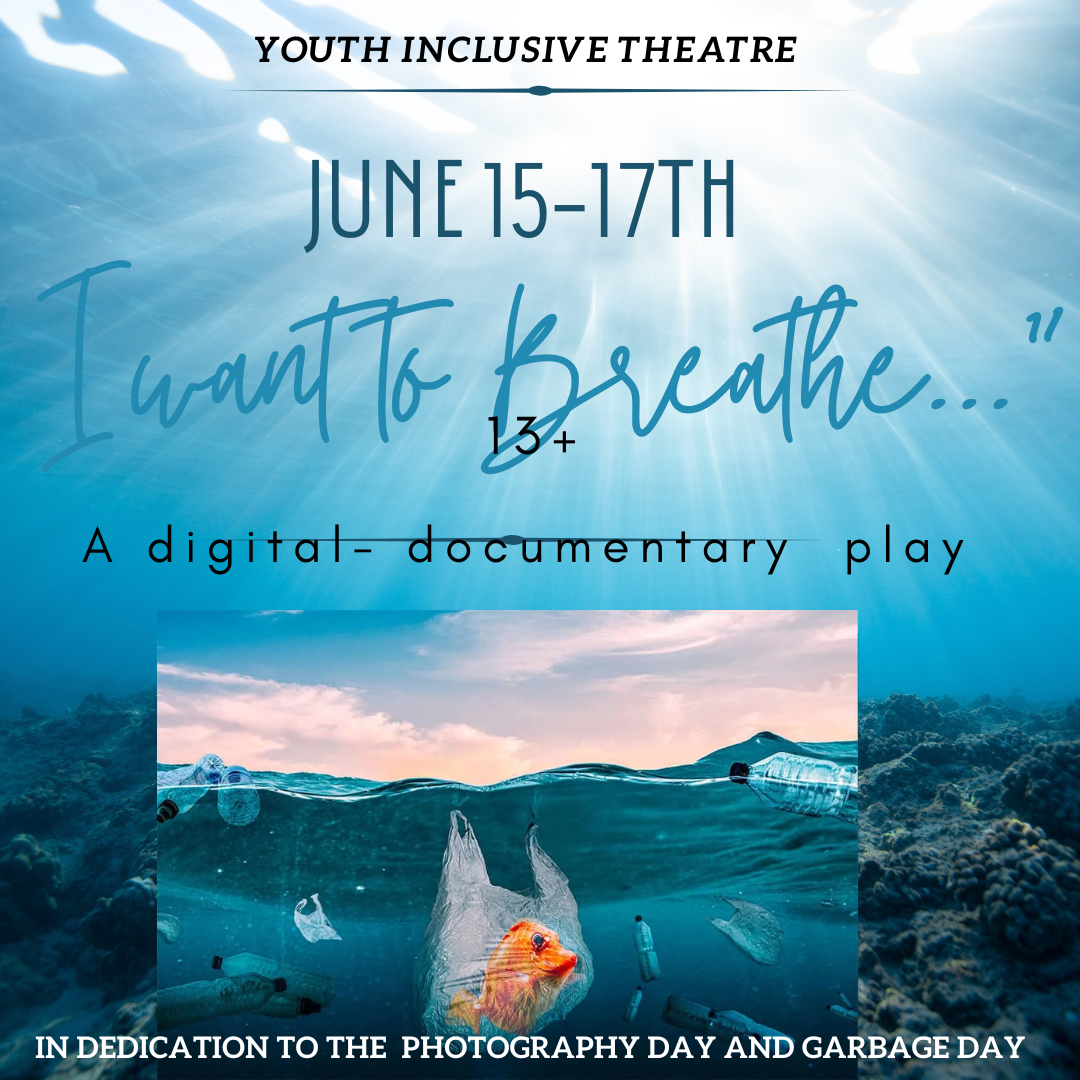 YOUTH INCLUSIVE THEATRE
JUNE 15-17TH
"I want to Breathe..."
13+
A digital- documentary play
IN DEDICATION TO THE PHOTOGRAPHY DAY AND GARBAGE DAY